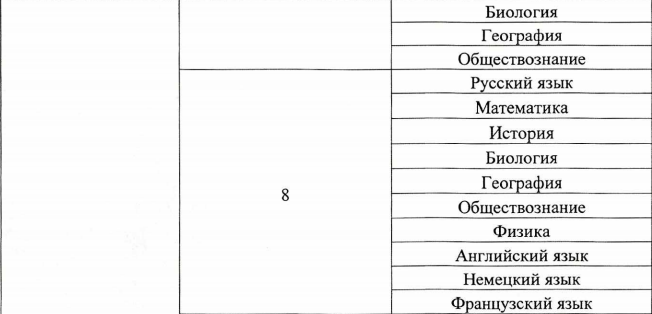 Биология
География
Обществознание
Русский язык
Математика
История
Биология
География
8
Обществознание
Физика
Английский язык
Немецкий язык
Французский язык